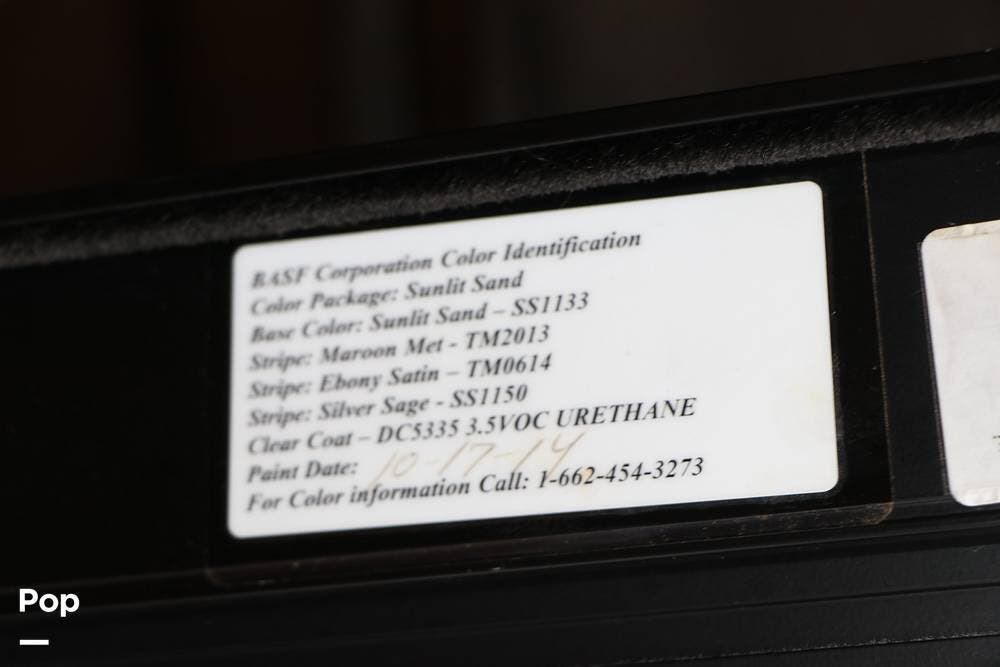 BASF Corporation Color Identification
Color Package: Sunlit Sand
Base Color: Sunlit Sand – SS1133
Stripe: Maroon Met - TM2013
Stripe: Ebony Satin – TM0614
Stripe: Silver Sage - SS1150
Clear Coat – DC5335 3.5VOC URETHANE
Paint Date: 10-17-14
For Color information Call: 1-662-454-3273
Pop